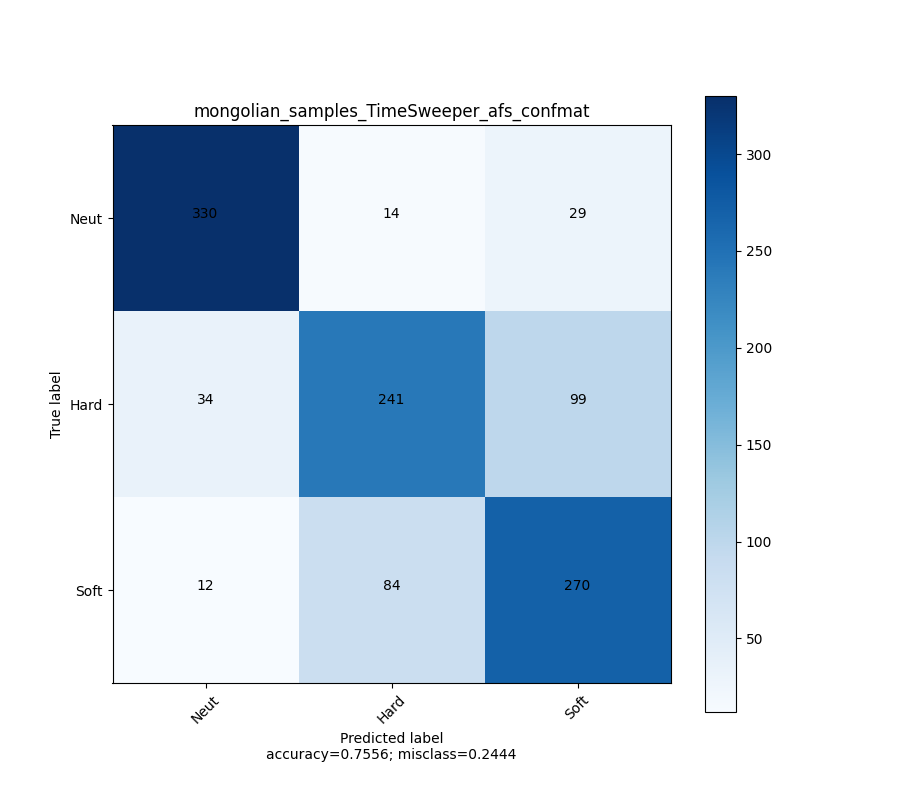 mongolian_samples_TimeSweeper_afs_confmat
Neut 330 14 29
Hard 34 241 99
Soft 12 84 270
Neut Hard Soft
True label
Predicted label
accuracy=0.7556; misclass=0.2444
300
250
200
150
100
50